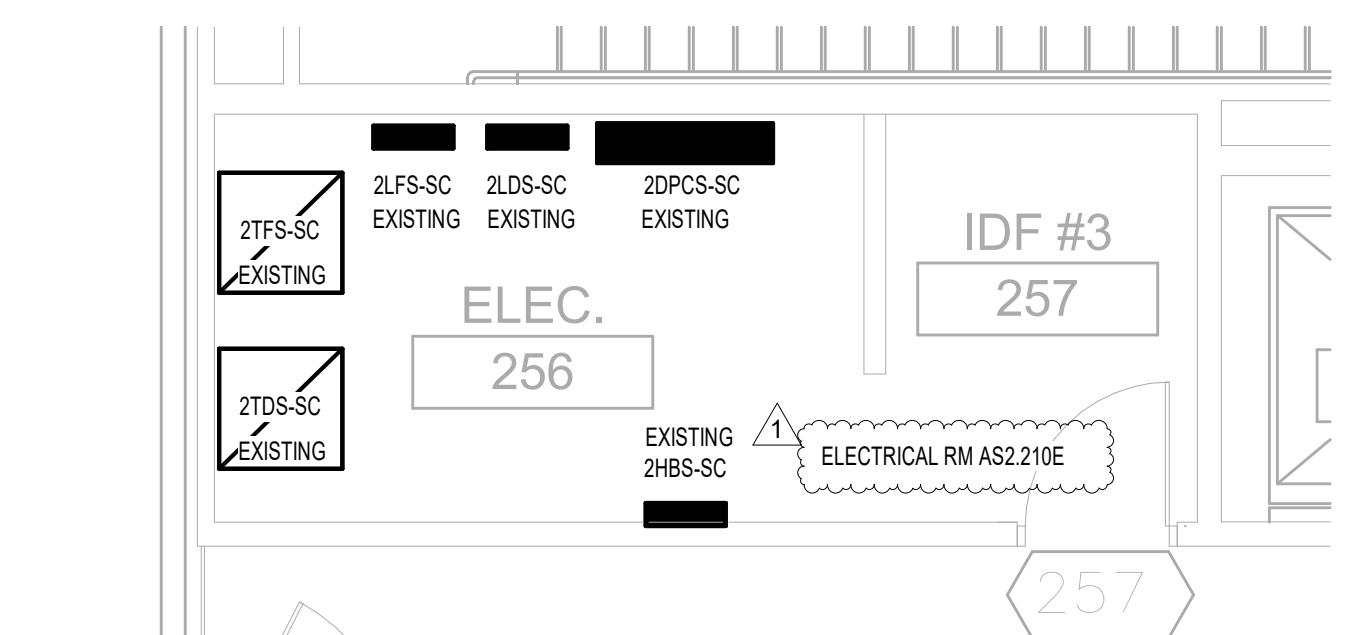 2LFS-SC
EXISTING
2LDS-SC
EXISTING
2DPCS-SC
EXISTING
2TFS-SC
EXISTING
IDF #3
257
ELEC.
256
2TDS-SC
EXISTING
EXISTING
2HBS-SC
1
ELECTRICAL RM AS2.210E
257